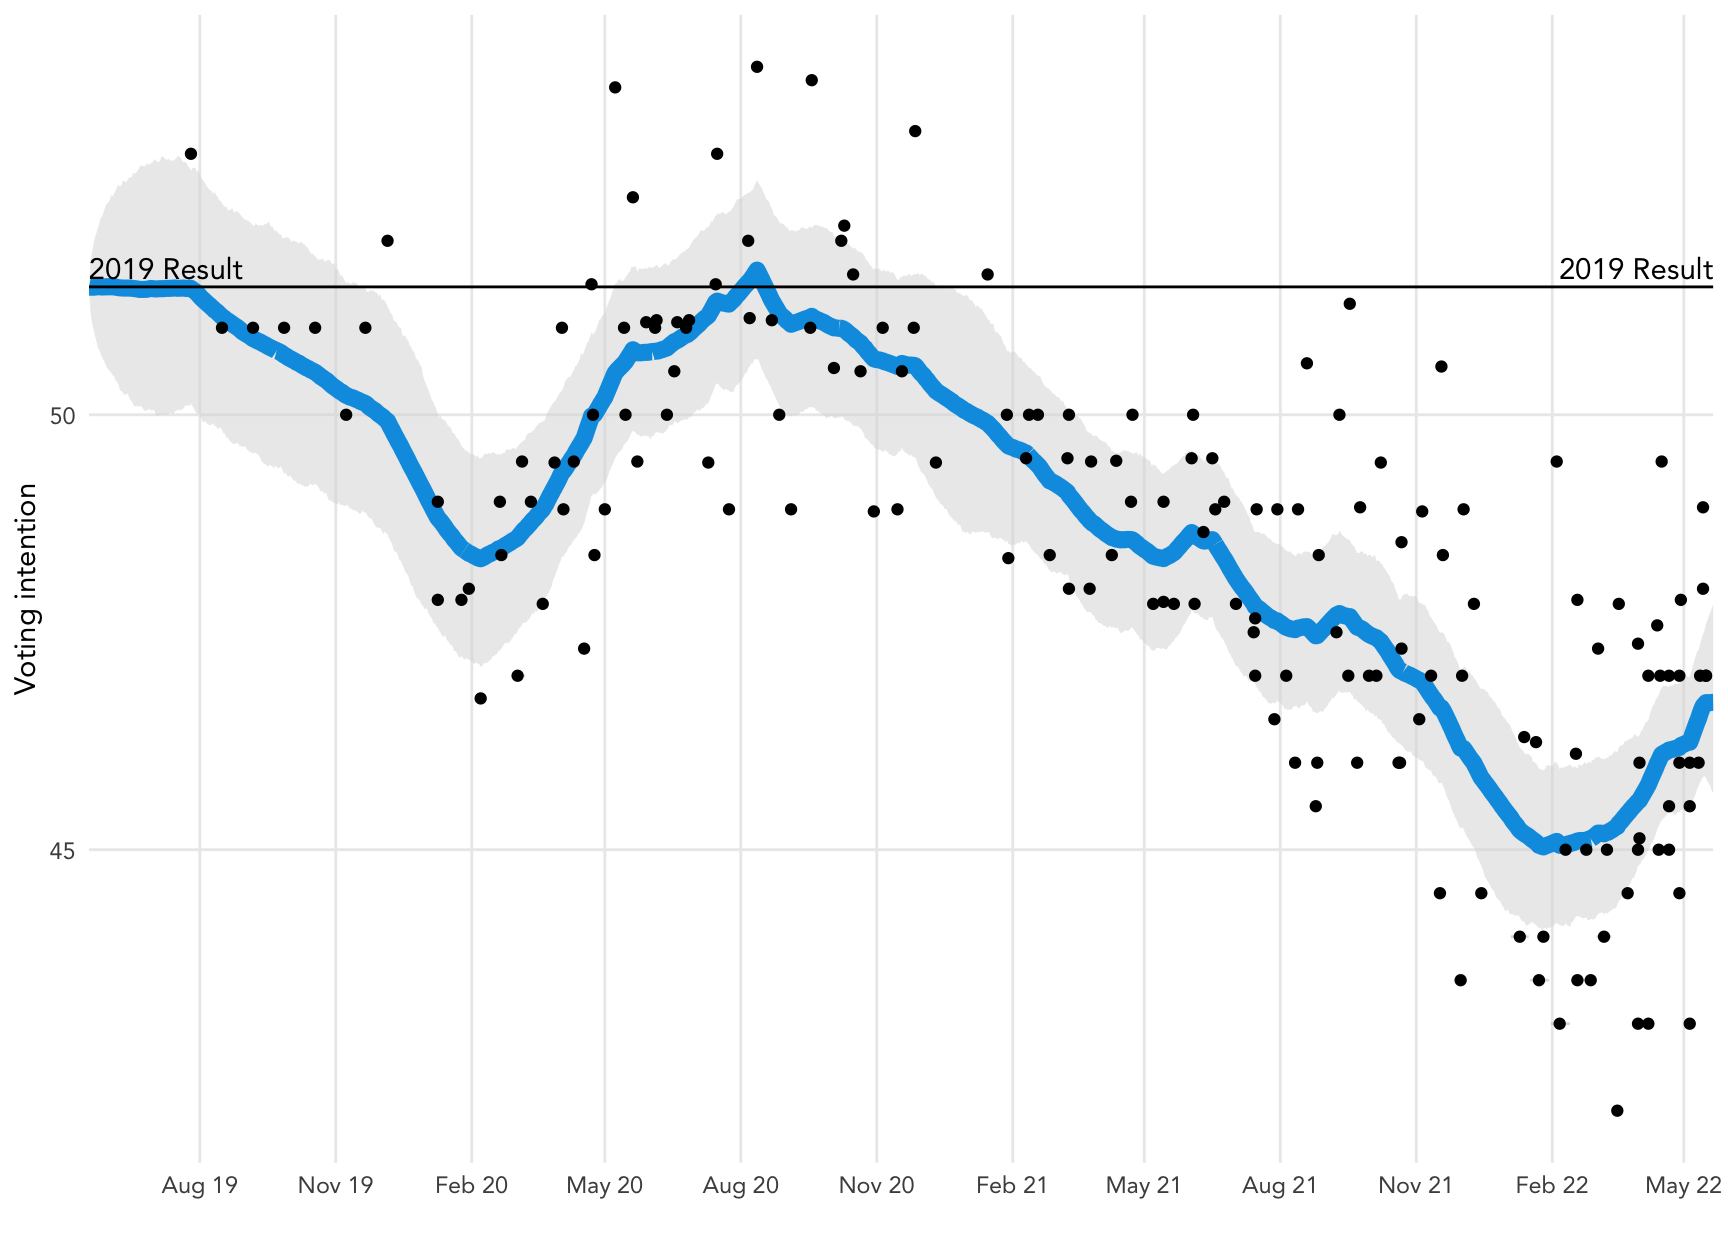 2019 Result
2019 Result
50
45
Voting intention
Aug 19
Nov 19
Feb 20
May 20
Aug 20
Nov 20
Feb 21
May 21
Aug 21
Nov 21
Feb 22
May 22